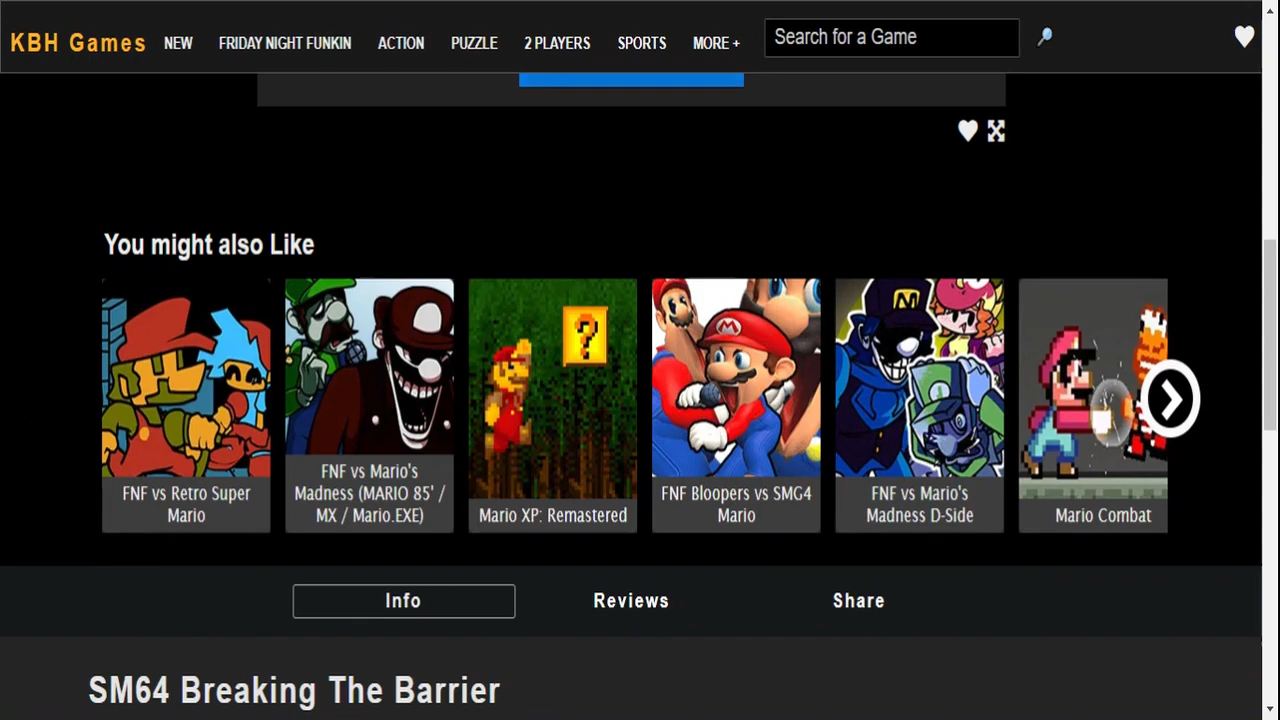 KBH Games NEW FRIDAY NIGHT FUNKIN ACTION PUZZLE 2 PLAYERS SPORTS MORE + Search for a Game
You might also Like
FNF vs Retro Super
Mario
FNF vs Mario's
Madness (MARIO 85' /
MX / Mario.EXE)
Mario XP: Remastered
FNF Bloopers vs SMG4
Mario
FNF vs Mario's
Madness D-Side
Mario Combat
Info Reviews Share
SM64 Breaking The Barrier